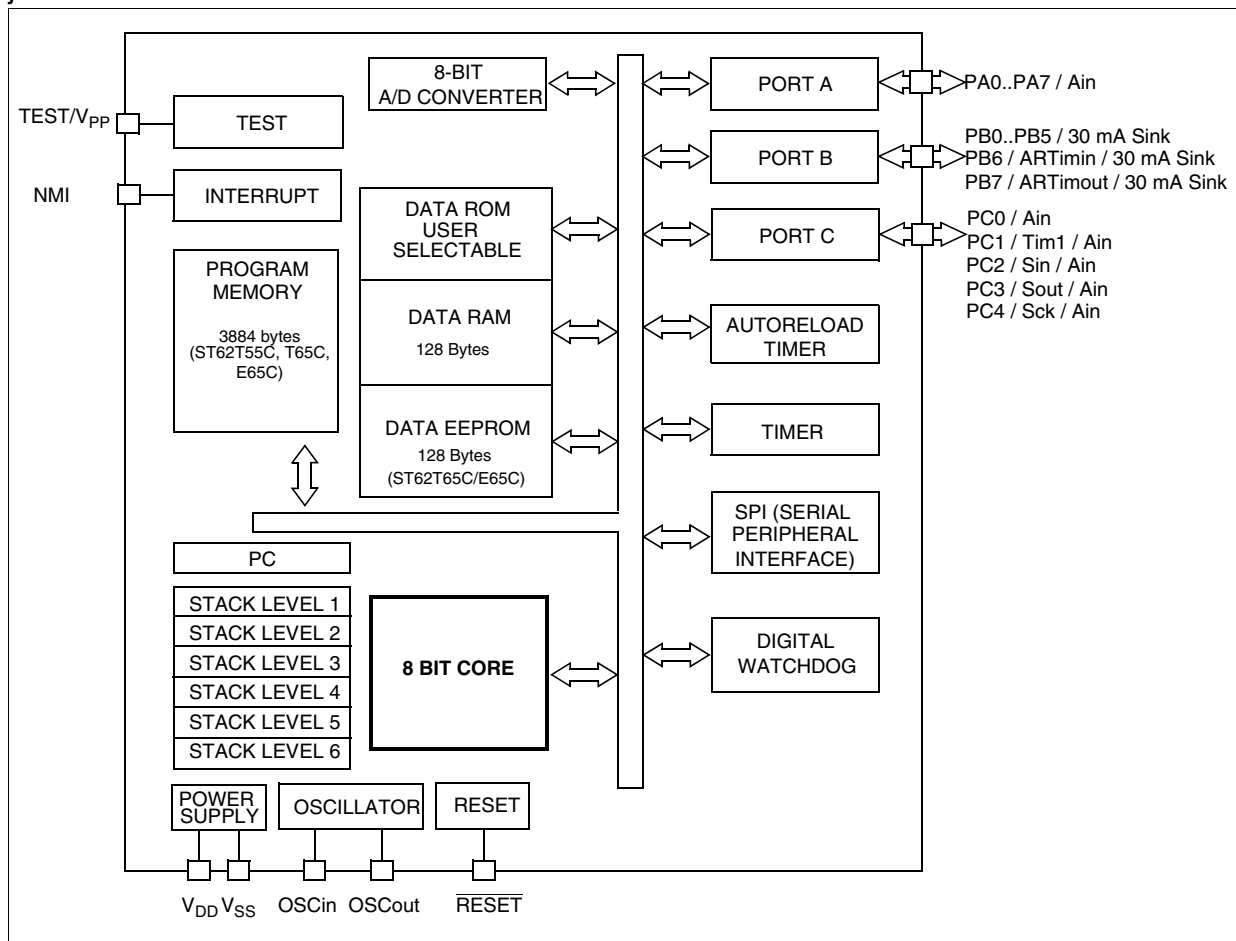 8-BIT
A/D CONVERTER
PORT A
PA0..PA7 / Ain
TEST/VPP
TEST
PORT B
PB0..PB5 / 30 mA Sink
PB6 / ARTimin / 30 mA Sink
PB7 / ARTimout / 30 mA Sink
NMI
INTERRUPT
DATA ROM
USER
SELECTABLE
PORT C
PC0 / Ain
PC1 / Tim1 / Ain
PC2 / Sin / Ain
PC3 / Sout / Ain
PC4 / Sck / Ain
PROGRAM
MEMORY
3884 bytes
(ST62T55C, T65C,
E65C)
DATA RAM
128 Bytes
AUTORELOAD
TIMER
DATA EEPROM
128 Bytes
(ST62T65C/E65C)
TIMER
SPI (SERIAL
PERIPHERAL
INTERFACE)
PC
STACK LEVEL 1
STACK LEVEL 2
STACK LEVEL 3
STACK LEVEL 4
STACK LEVEL 5
STACK LEVEL 6
8 BIT CORE
DIGITAL
WATCHDOG
POWER
SUPPLY
OSCILLATOR
RESET
VDD VSS
OSCin OSCout
RESET